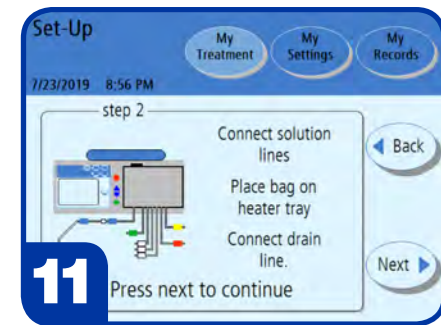 Set-Up
My
Treatment
My
Settings
My
Records
7/23/2019 8:56 PM
step 2
Connect solution
lines
Place bag on
heater tray
Connect drain
line.
Back
Next
11
Press next to continue